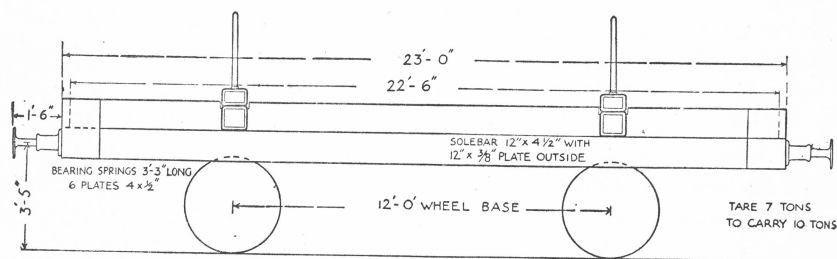 23'-0"
22'-6"
1'-6"
SOLEBAR 12" x 4 1/2" WITH
12" x 3/8" PLATE OUTSIDE
BEARING SPRINGS 3'-3" LONG
6 PLATES 4 x 1/2"
3'-5"
12'-0' WHEEL BASE
TARE 7 TONS
TO CARRY 10 TONS